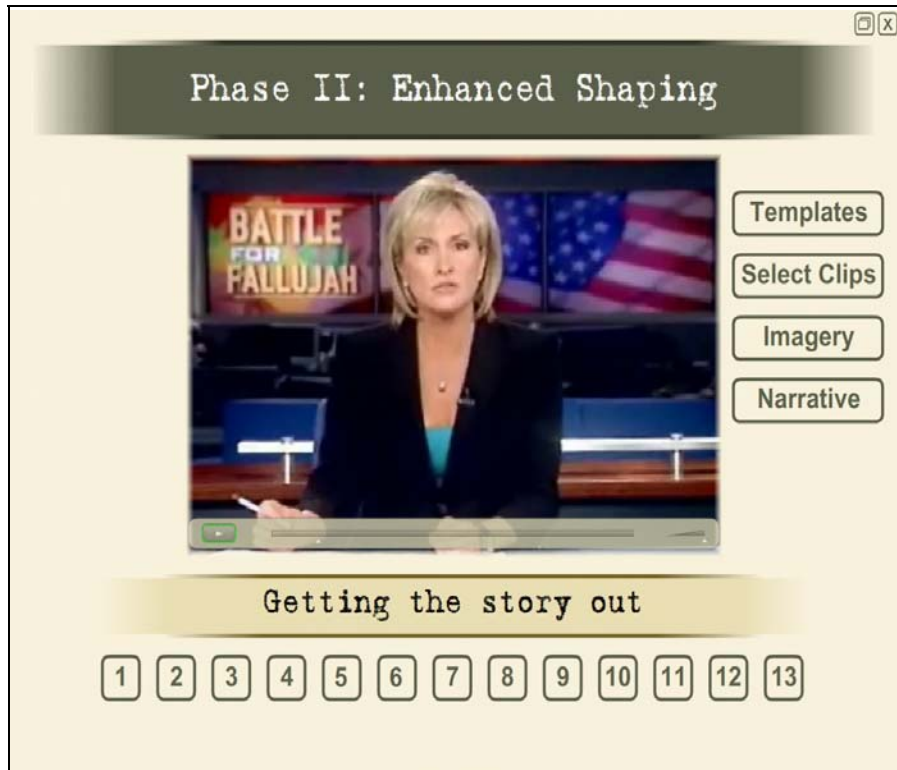 X
Phase II: Enhanced Shaping
BATTLE
FOR
FALLUJAH
Templates
Select Clips
Imagery
Narrative
Getting the story out
1 2 3 4 5 6 7 8 9 10 11 12 13